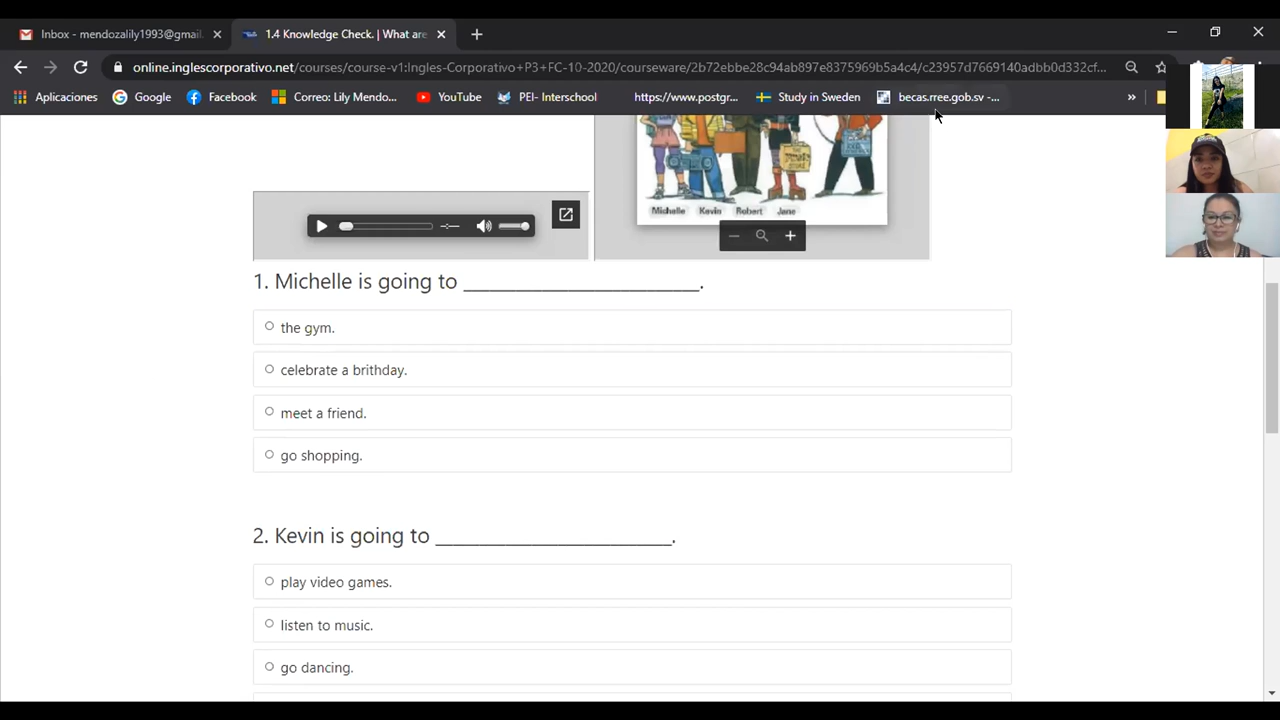 Inbox - mendozalily1993@gmail.
1.4 Knowledge Check. | What are
online.inglescorporativo.net/courses/course-v1:Ingles-Corporativo+P3+FC-10-2020/courseware/2b72ebbe28c94ab897e8375969b5a4c4/c23957d7669140adbb0d332cf...
Aplicaciones Google Facebook Correo: Lily Mendo... YouTube PEI- Interschool https://www.postgr... Study in Sweden becas.rree.gob.sv -... »
Michelle Kevin Robert Jane
1. Michelle is going to _________________________.
the gym.
celebrate a brithday.
meet a friend.
go shopping.
2. Kevin is going to _________________________.
play video games.
listen to music.
go dancing.